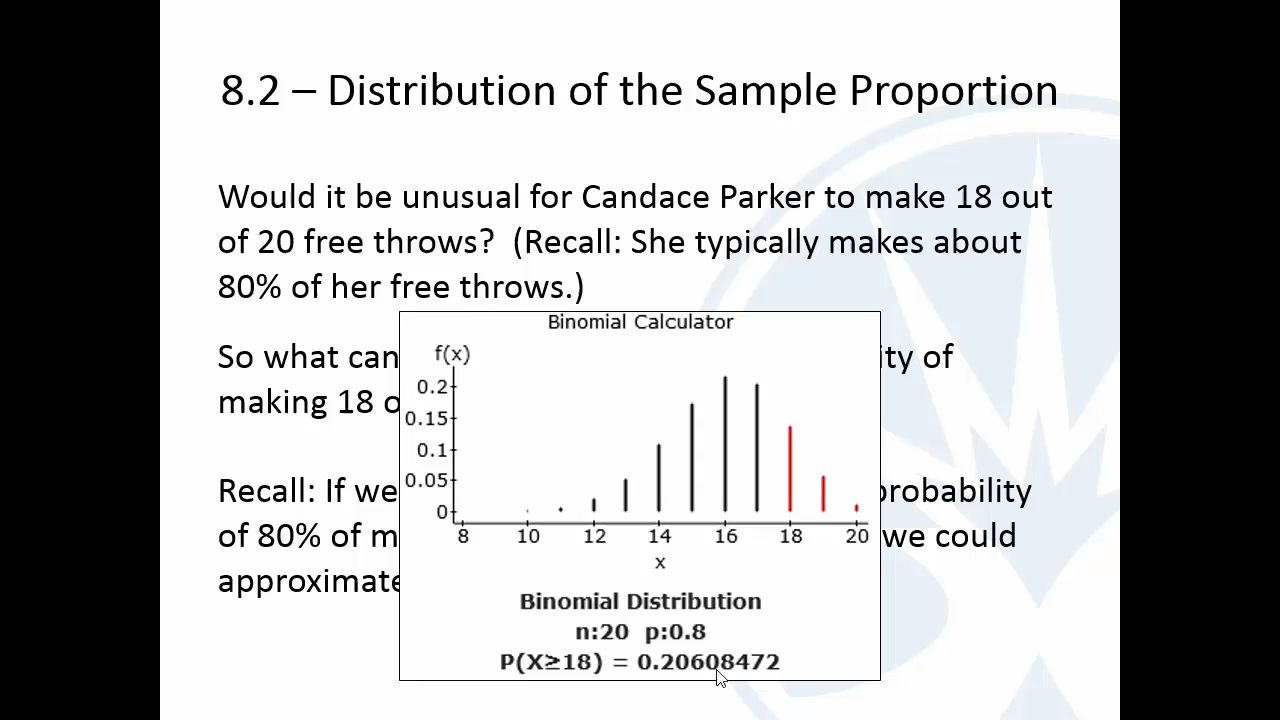 8.2 – Distribution of the Sample Proportion
Would it be unusual for Candace Parker to make 18 out
of 20 free throws? (Recall: She typically makes about
80% of her free throws.)
So what can
making 18
Recall: If we
of 80% of
of
probability
we could
Binomial Calculator
f(x)
0.2
0.15
0.1
0.05
0
8 10 12 14 16 18 20
x
Binomial Distribution
n:20 p:0.8
P(X≥18) = 0.20608472